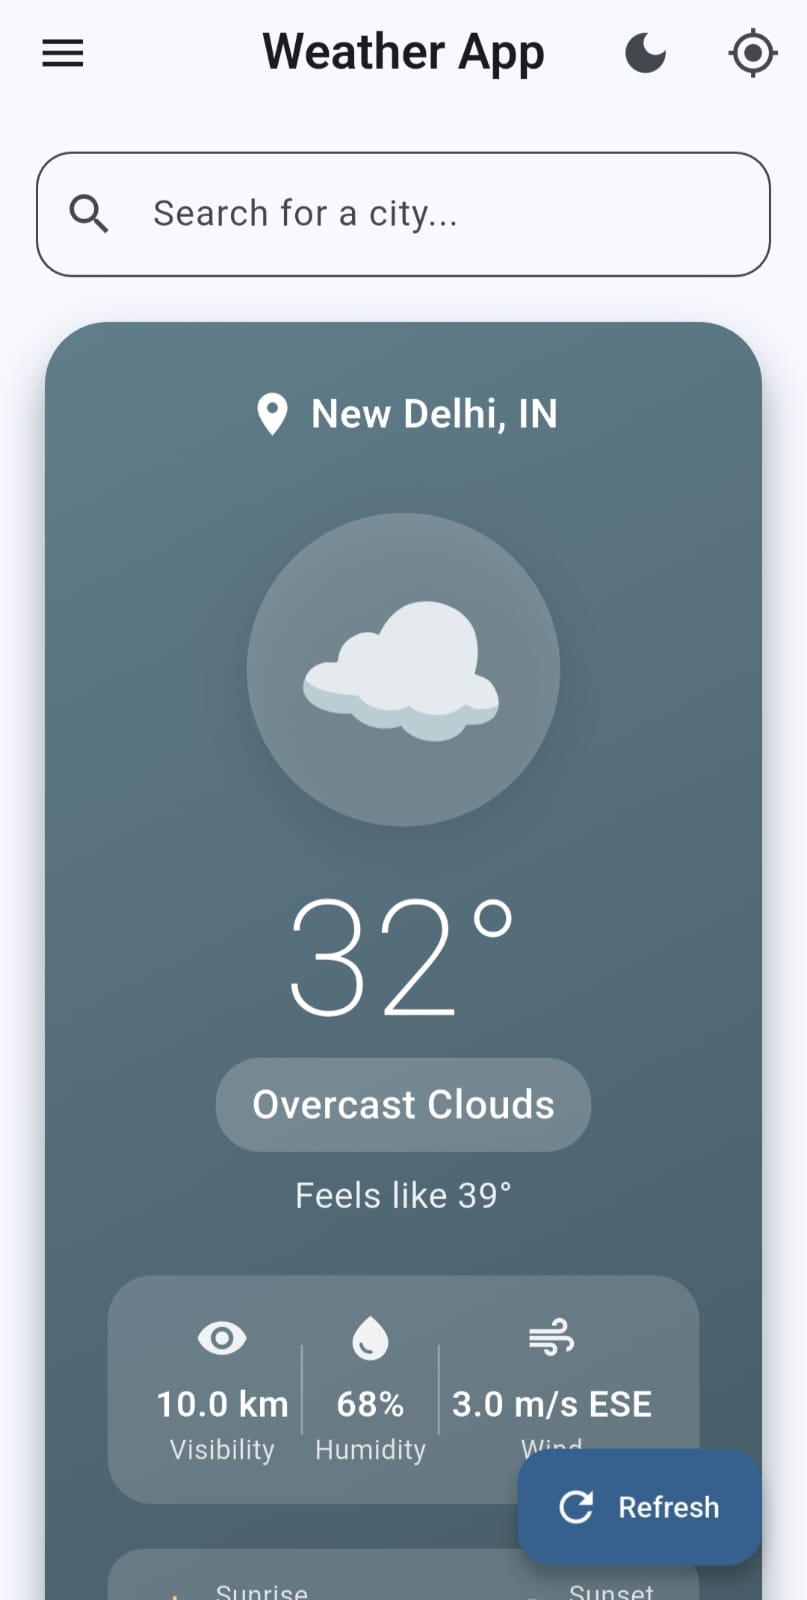 Weather App
Search for a city...
New Delhi, IN
32°
Overcast Clouds
Feels like 39°
10.0 km 68% 3.0 m/s ESE
Visibility Humidity Wind
Refresh
Sunrise Sunset